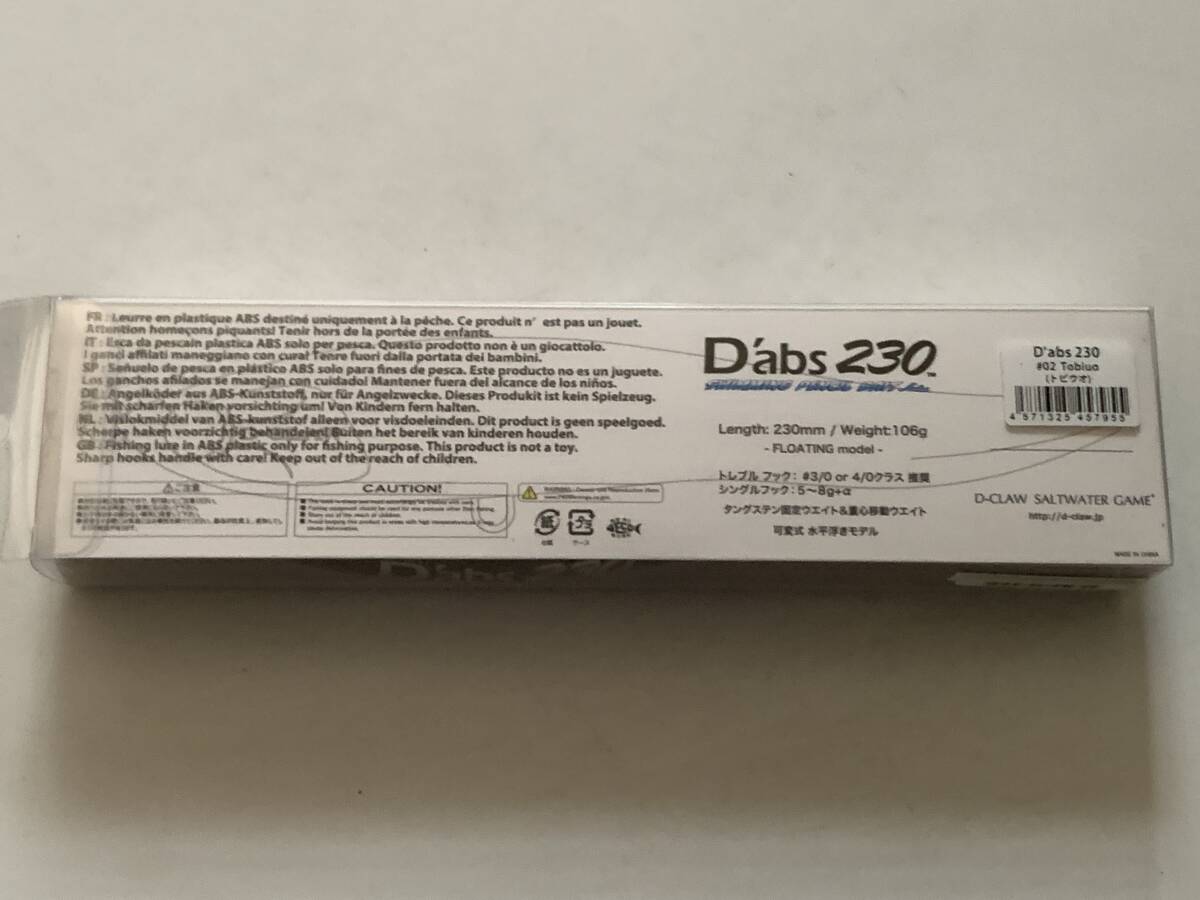 FR : Leurre en plastique ABS destiné uniquement à la pêche. Ce produit n' est pas un jouet.
Attention homeçons piquants! Tenir hors de la portée des enfants.
IT : Esca da pescain plastica ABS solo per pesca. Questo prodotto non è un giocattolo.
I ganci affilati maneggiano con cura! Tenre fuori dalla portata dei bambini.
SP : Señuelo de pesca en plástico ABS solo para fines de pesca. Este producto no es un juguete.
Los ganchos afilados se manejan con cuidado! Mantener fuera del alcance de los niños.
DE : Angelköder aus ABS-Kunststoff, nur für Angelzwecke. Dieses Produkt ist kein Spielzeug.
Sie mit scharfen Haken vorsichting um! Von Kindern fern halten.
NL : Vislokmiddel van ABS-kunststof alleen voor visdoeleinden. Dit product is geen speelgoed.
Scherpe haken voorzichtig behandelen! Buiten het bereik van kinderen houden.
GB : Fishing lure in ABS plastic only for fishing purpose. This product is not a toy.
Sharp hooks handle with care! Keep out of the reach of children.
⚠ご注意
CAUTION!
D'abs 230
Length: 230mm / Weight:106g
- FLOATING model -
トレブル フック: #3/0 or 4/0クラス 推奨
シングルフック: 5~8g+α
タングステン固定ウエイト&重心移動ウエイト
可変式 水平浮きモデル
D'abs 230
#02 Tobiuo
(トビウオ)
4 571325 457955
D-CLAW SALTWATER GAME
http://d-claw.jp
MADE IN CHINA
D'abs 230